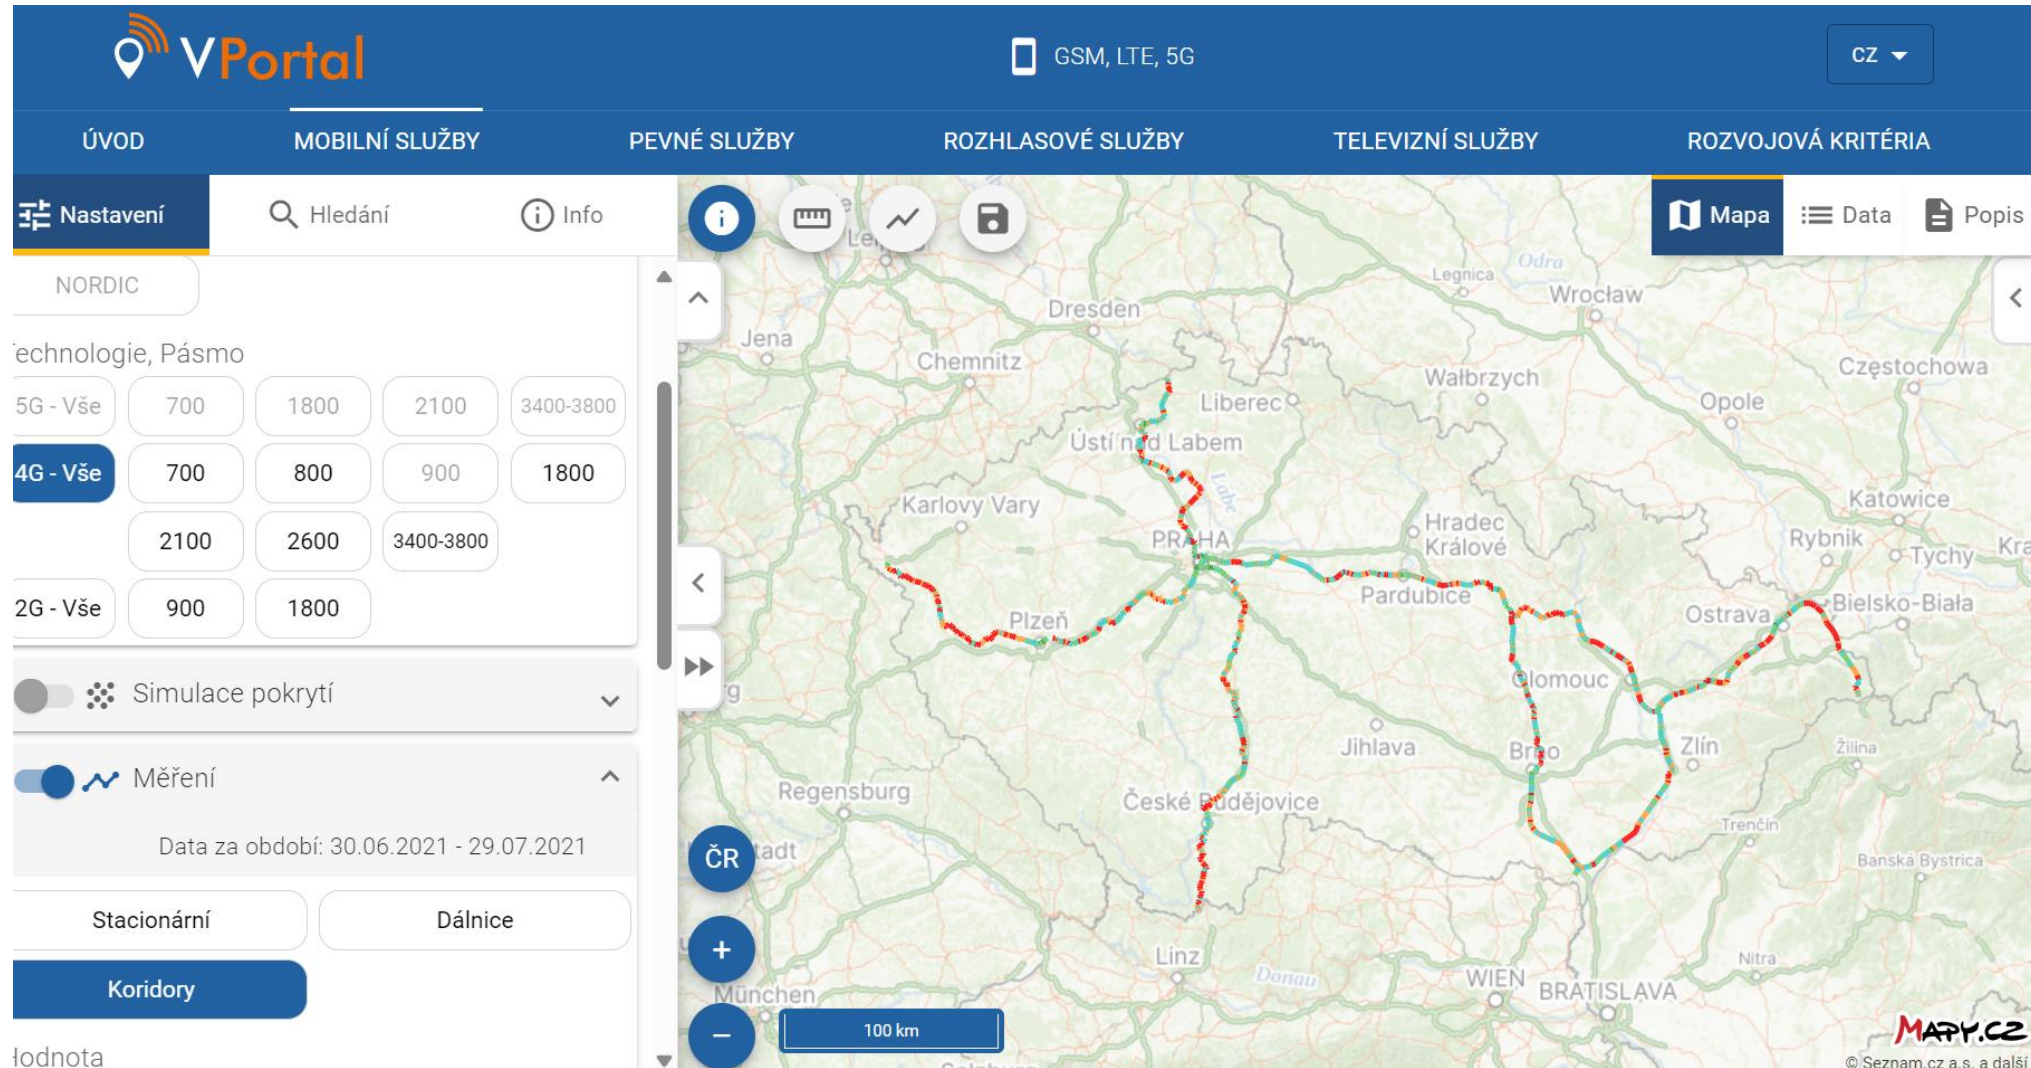 VPortal
GSM, LTE, 5G
CZ
ÚVOD
MOBILNÍ SLUŽBY
PEVNÉ SLUŽBY
ROZHLASOVÉ SLUŽBY
TELEVIZNÍ SLUŽBY
ROZVOJOVÁ KRITÉRIA
Nastavení
Hledání
Info
Mapa
Data
Popis
NORDIC
echnologie, Pásmo
5G - Vše
700
1800
2100
3400-3800
4G - Vše
700
800
900
1800
2100
2600
3400-3800
2G - Vše
900
1800
Simulace pokrytí
Měření
Data za období: 30.06.2021 - 29.07.2021
Stacionární
Dálnice
Koridory
Hodnota
ČR
+
−
100 km
Legnica
Odra
Wrocław
Dresden
Jena
Chemnitz
Częstochowa
Wałbrzych
Liberec
Opole
Ústí nad Labem
Labe
Karlovy Vary
Katowice
Hradec
Králové
PRAHA
Rybnik
Tychy
Kra
Pardubice
Bielsko-Biała
Ostrava
Plzeň
Olomouc
Jihlava
Brno
Zlín
Žilina
Regensburg
České Budějovice
Trenčín
tadt
Banská Bystrica
Linz
Donau
Nitra
WIEN
BRATISLAVA
München
MAPY.CZ
© Seznam.cz a.s. a další